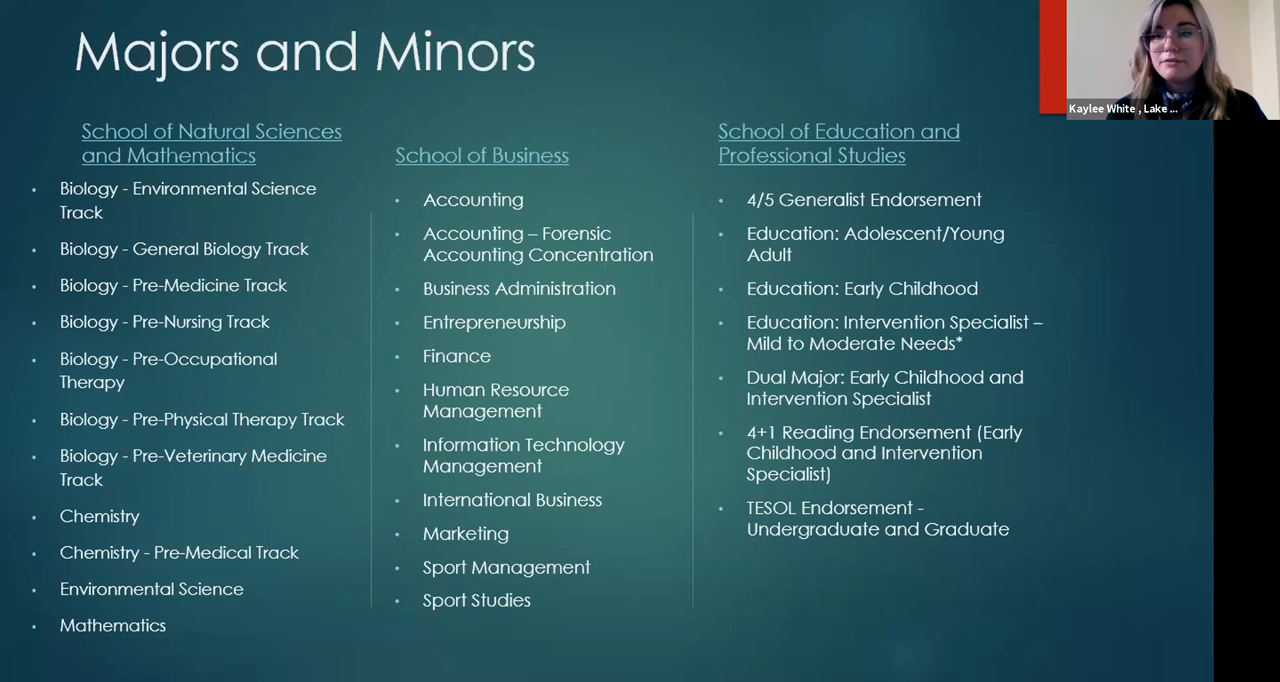 Majors and Minors
Kaylee White , Lake ...
School of Natural Sciences
and Mathematics
• Biology - Environmental Science
Track
• Biology - General Biology Track
• Biology - Pre-Medicine Track
• Biology - Pre-Nursing Track
• Biology - Pre-Occupational
Therapy
• Biology - Pre-Physical Therapy Track
• Biology - Pre-Veterinary Medicine
Track
• Chemistry
• Chemistry - Pre-Medical Track
• Environmental Science
• Mathematics
School of Business
• Accounting
• Accounting – Forensic
Accounting Concentration
• Business Administration
• Entrepreneurship
• Finance
• Human Resource
Management
• Information Technology
Management
• International Business
• Marketing
• Sport Management
• Sport Studies
School of Education and
Professional Studies
• 4/5 Generalist Endorsement
• Education: Adolescent/Young
Adult
• Education: Early Childhood
• Education: Intervention Specialist –
Mild to Moderate Needs*
• Dual Major: Early Childhood and
Intervention Specialist
• 4+1 Reading Endorsement (Early
Childhood and Intervention
Specialist)
• TESOL Endorsement -
Undergraduate and Graduate